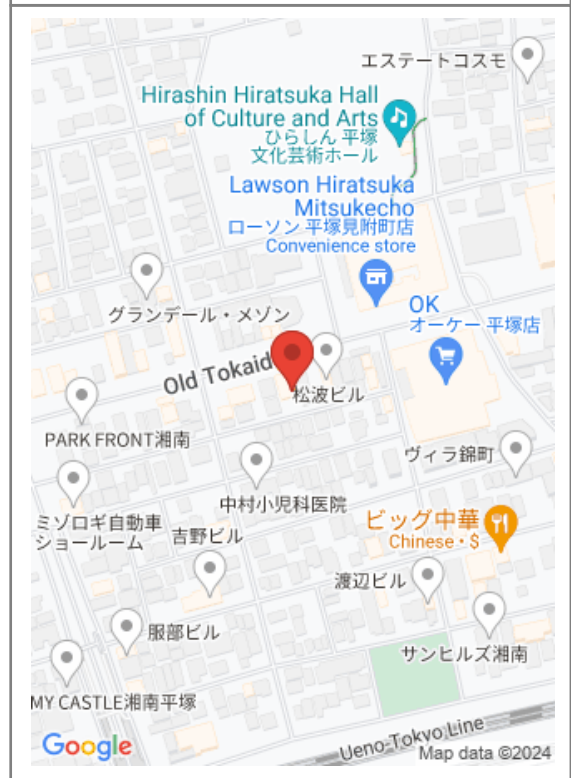 エステートコスモ
Hirashin Hiratsuka Hall
of Culture and Arts
ひらしん 平塚
文化芸術ホール
Lawson Hiratsuka
Mitsukecho
ローソン 平塚見附町店
Convenience store
グランデール・メゾン
OK
オーケー 平塚店
Old Tokaid
松波ビル
PARK FRONT湘南
ヴィラ錦町
中村小児科医院
ミゾロギ自動車
ショールーム
吉野ビル
ビッグ中華
Chinese・$
渡辺ビル
服部ビル
サンヒルズ湘南
MY CASTLE湘南平塚
Google
Ueno-Tokyo Line
Map data ©2024